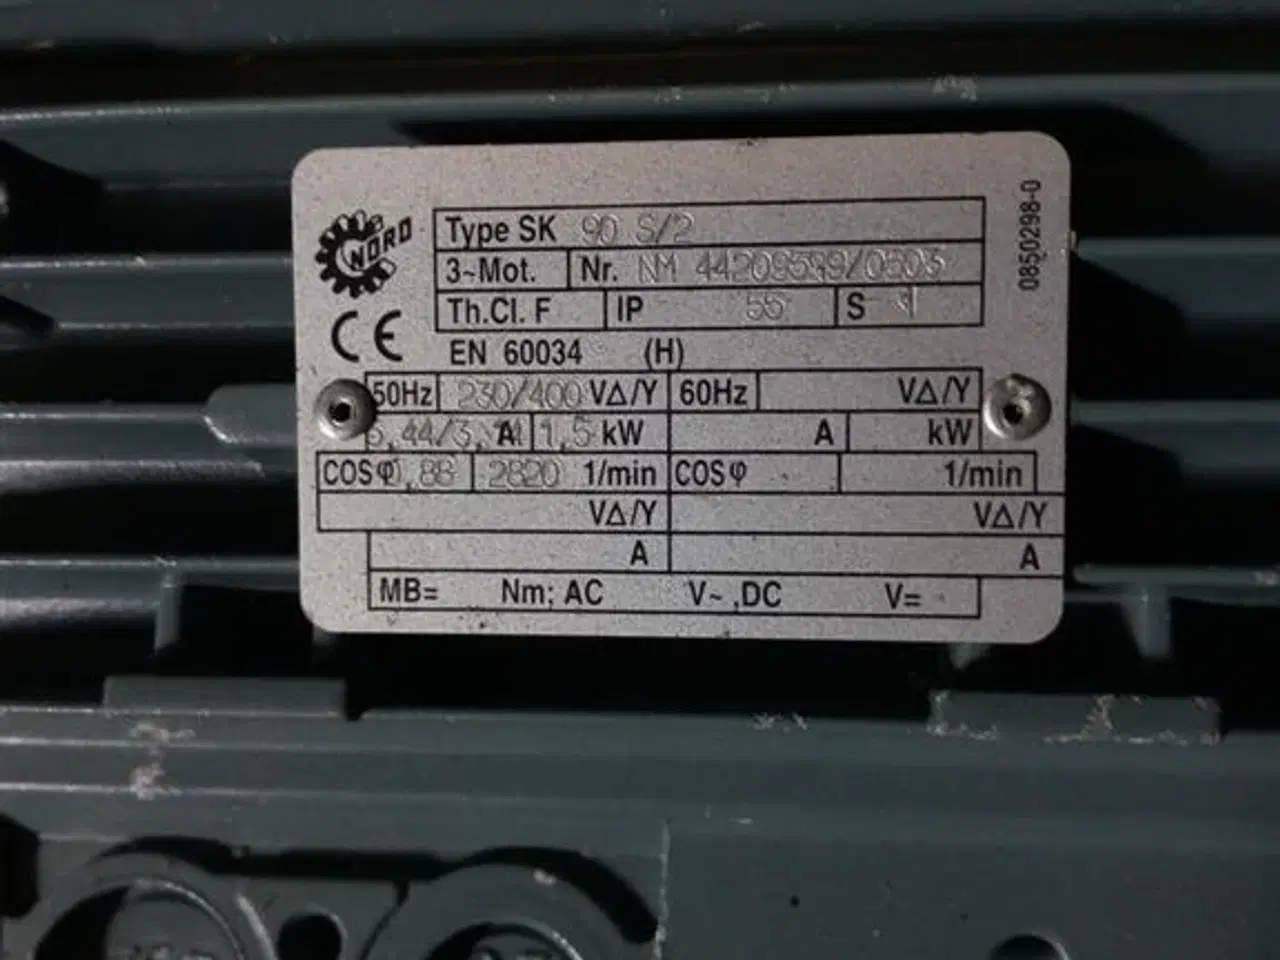 NORD
Type SK 90 S/2
3~Mot. Nr. NM
Th.Cl. F IP 55 S 1
CE EN 60034 (H)
50Hz 230/400 VΔ/Y 60Hz VΔ/Y
A 1,5 kW A kW
COSφ 2820 1/min COSφ 1/min
VΔ/Y VΔ/Y
A A
MB= Nm; AC V~ ,DC V=
0850298-0